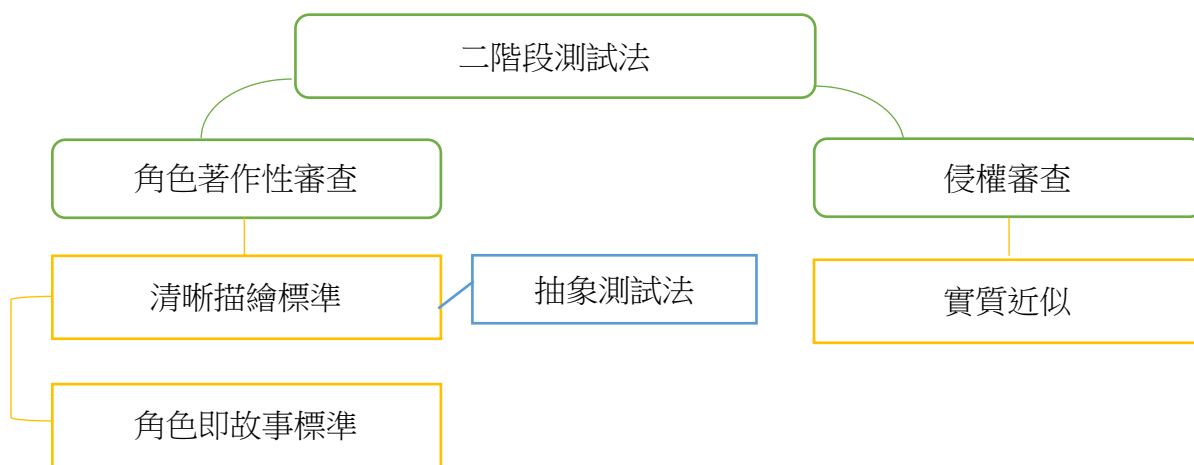 二階段測試法
角色著作性審查
侵權審查
清晰描繪標準
抽象測試法
實質近似
角色即故事標準